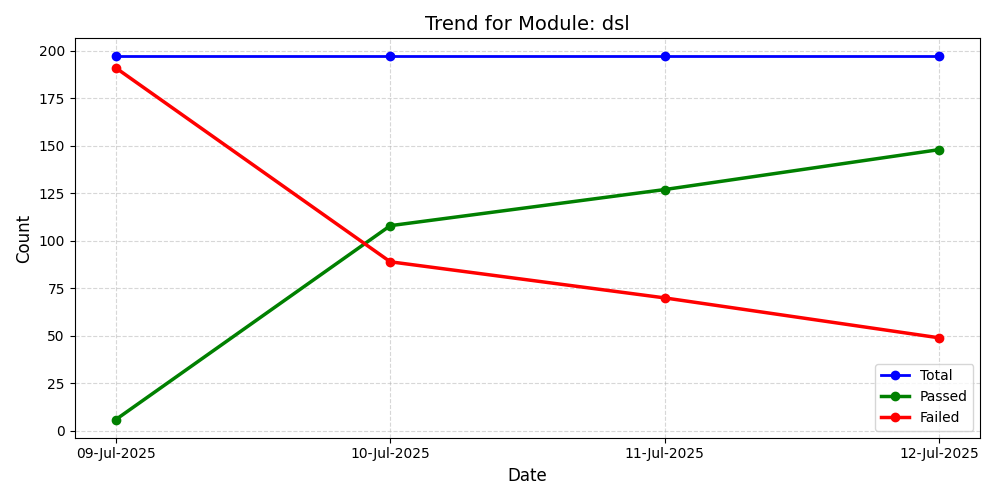 Trend for Module: dsl
200
175
150
125
100
75
50
25
0
Count
09-Jul-2025
10-Jul-2025
11-Jul-2025
12-Jul-2025
Date
Total
Passed
Failed